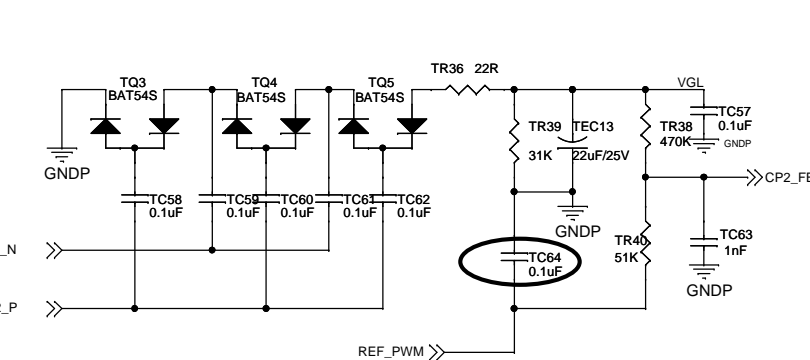 TR36 22R
TQ3
BAT54S
TQ4
BAT54S
TQ5
BAT54S
VGL
TC57
0.1uF
GNDP
TR39
31K
TEC13
22uF/25V
TR38
470K
GNDP
CP2_FE
TC58
0.1uF
TC59
0.1uF
TC60
0.1uF
TC61
0.1uF
TC62
0.1uF
GNDP
TR40
51K
TC63
1nF
GNDP
_N
TC64
0.1uF
2_P
REF_PWM